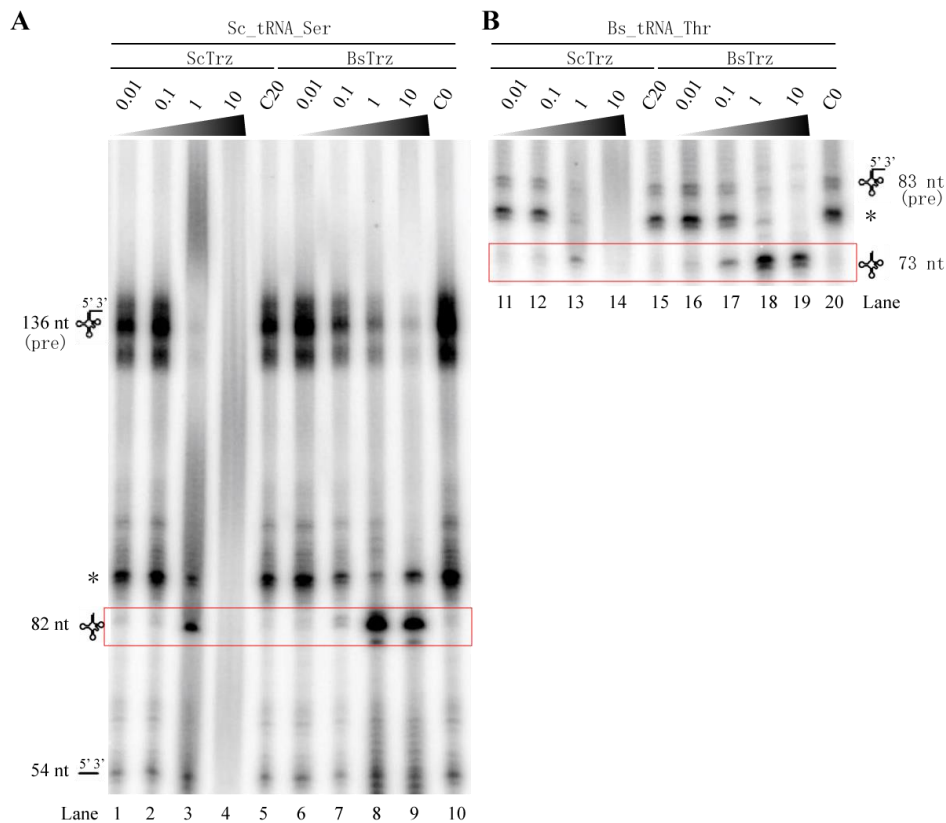 A
Sc_tRNA_Ser
ScTrz
BsTrz
0.01 0.1 1 10 C20 0.01 0.1 1 10 C0
5' 3'
136 nt
(pre)
*
82 nt
54 nt 5' 3'
Lane 1 2 3 4 5 6 7 8 9 10
B
Bs_tRNA_Thr
ScTrz
BsTrz
0.01 0.1 1 10 C20 0.01 0.1 1 10 C0
5' 3'
83 nt
(pre)
*
73 nt
11 12 13 14 15 16 17 18 19 20 Lane